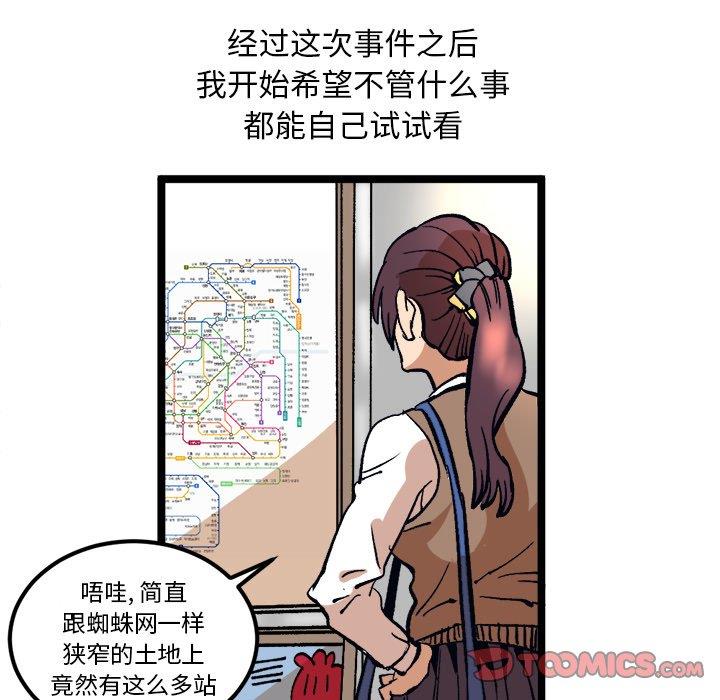 经过这次事件之后
我开始希望不管什么事
都能自己试试看
唔哇, 简直
跟蜘蛛网一样
狭窄的土地上
竟然有这么多站
TOOMICS.COM